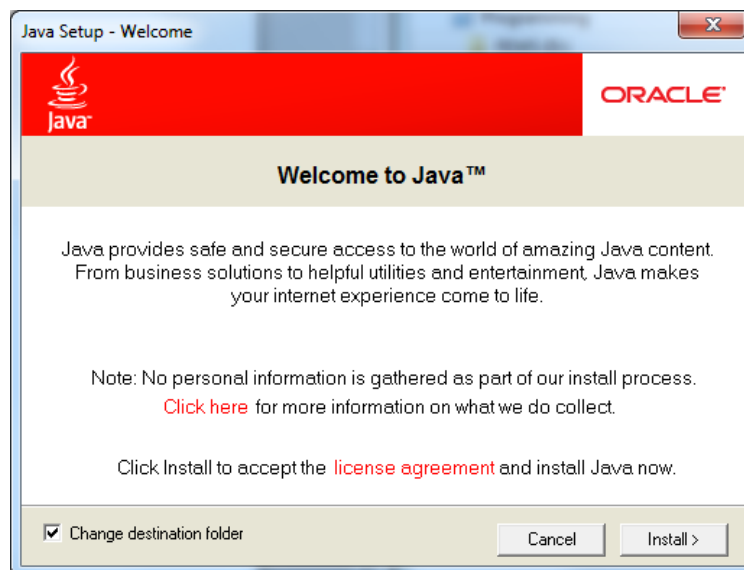 Java Setup - Welcome
Java™
ORACLE®
Welcome to Java™
Java provides safe and secure access to the world of amazing Java content.
From business solutions to helpful utilities and entertainment, Java makes
your internet experience come to life.
Note: No personal information is gathered as part of our install process.
Click here for more information on what we do collect.
Click Install to accept the license agreement and install Java now.
Change destination folder
Cancel
Install >